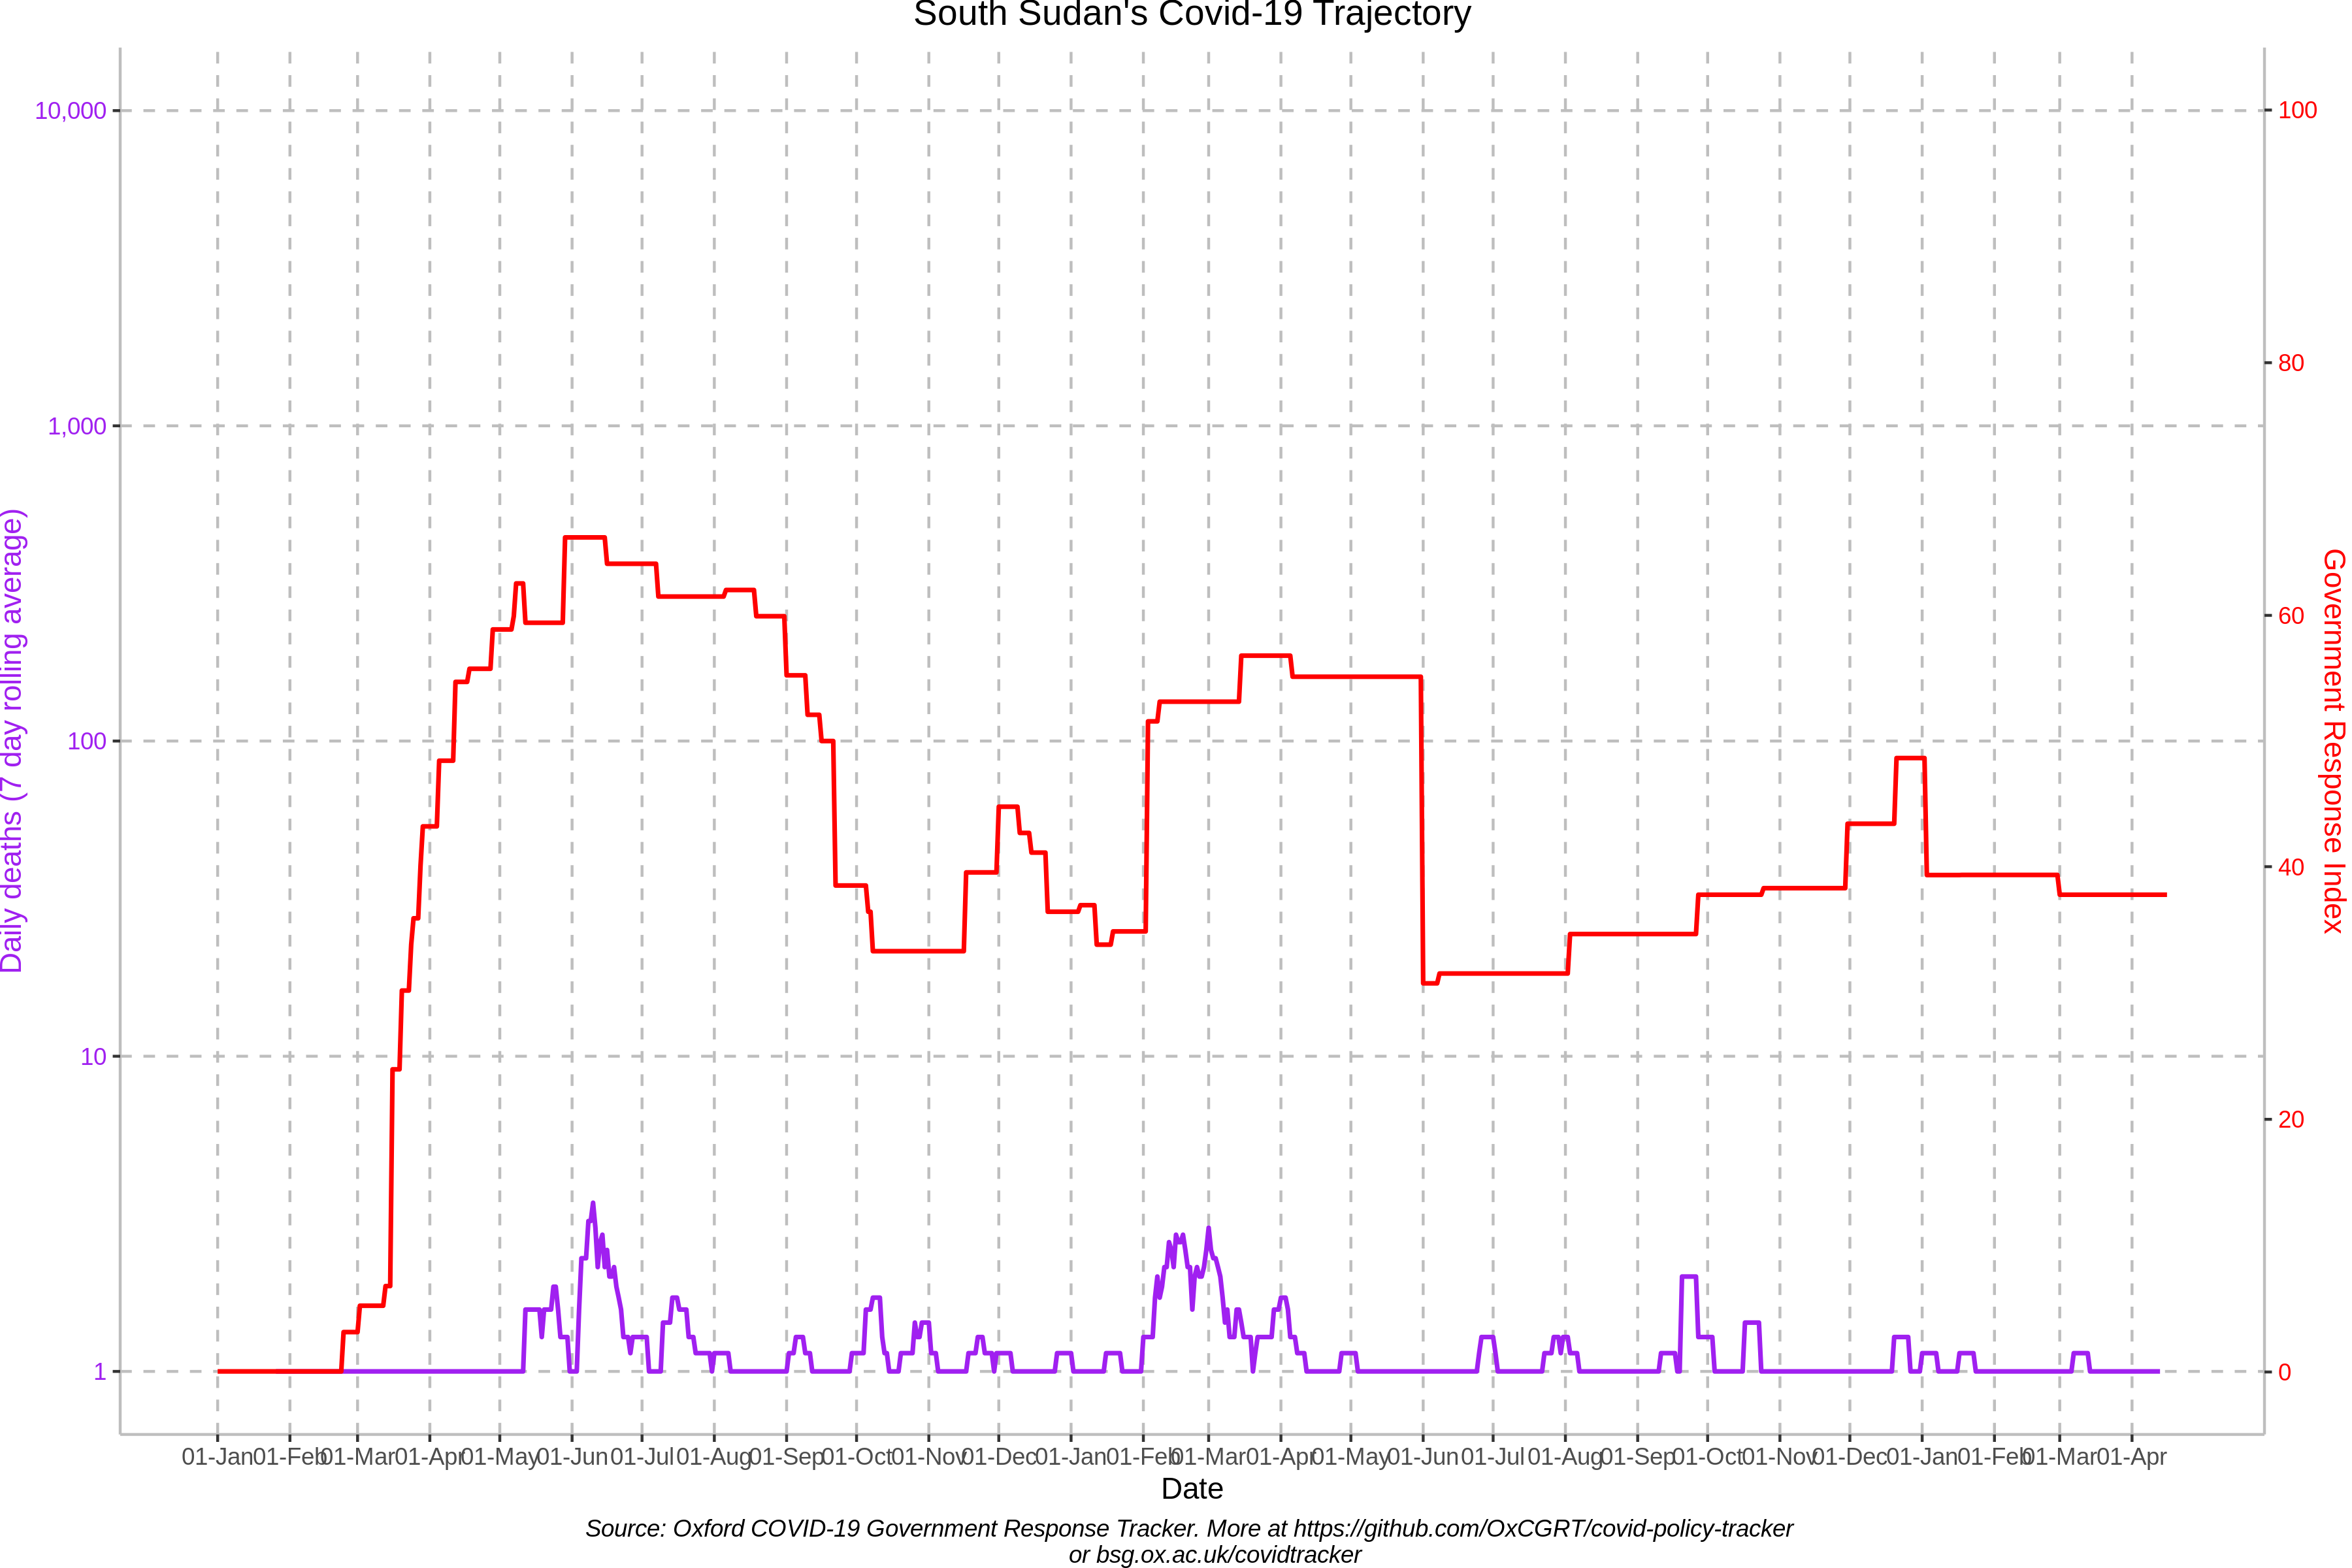 South Sudan's Covid-19 Trajectory
10,000
1,000
100
10
1
Daily deaths (7 day rolling average)
100
80
60
40
20
0
Government Response Index
01-Jan 01-Feb 01-Mar 01-Apr 01-May 01-Jun 01-Jul 01-Aug 01-Sep 01-Oct 01-Nov 01-Dec 01-Jan 01-Feb 01-Mar 01-Apr 01-May 01-Jun 01-Jul 01-Aug 01-Sep 01-Oct 01-Nov 01-Dec 01-Jan 01-Feb 01-Mar 01-Apr
Date
Source: Oxford COVID-19 Government Response Tracker. More at https://github.com/OxCGRT/covid-policy-tracker
or bsg.ox.ac.uk/covidtracker